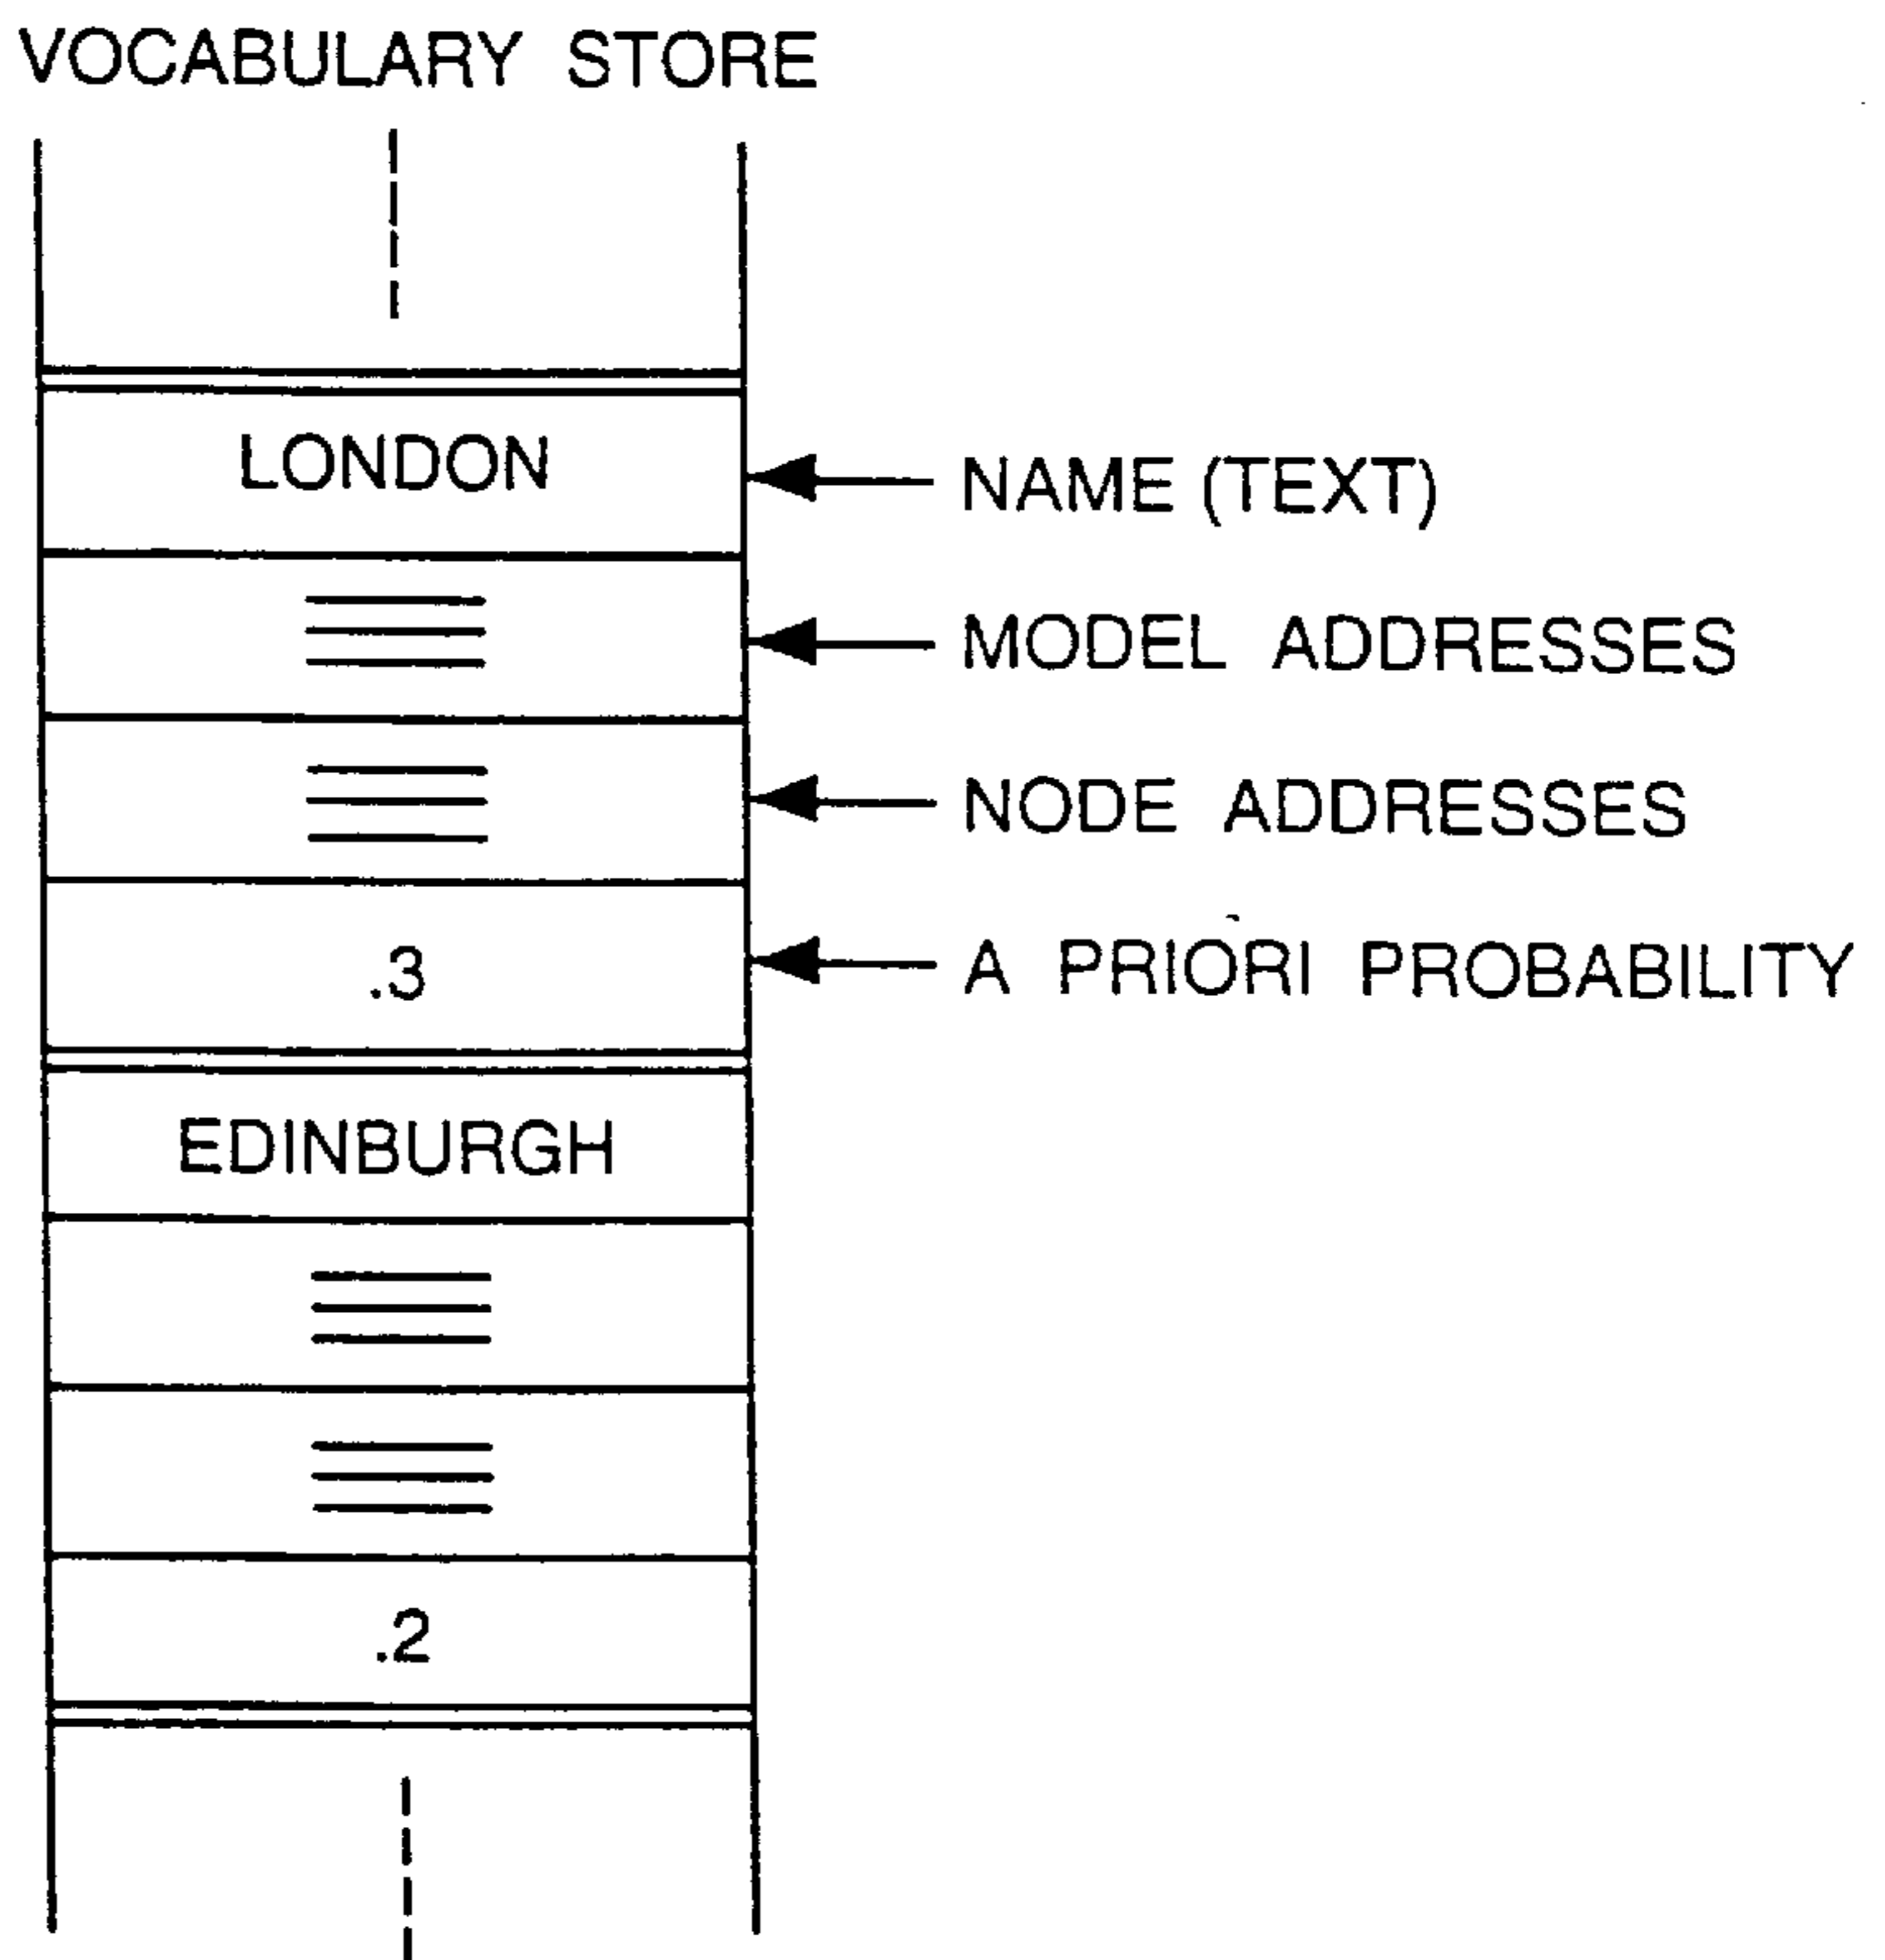 VOCABULARY STORE
LONDON
NAME (TEXT)
MODEL ADDRESSES
NODE ADDRESSES
.3
A PRIORI PROBABILITY
EDINBURGH
.2